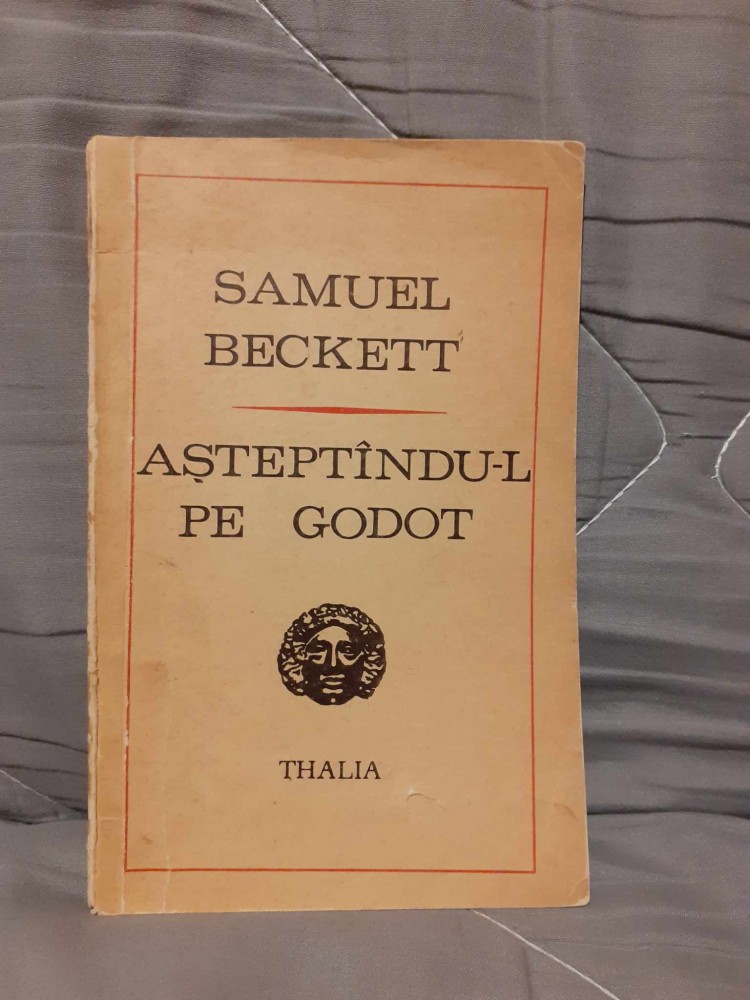 SAMUEL
BECKETT
AȘTEPTÎNDU-L
PE GODOT
THALIA